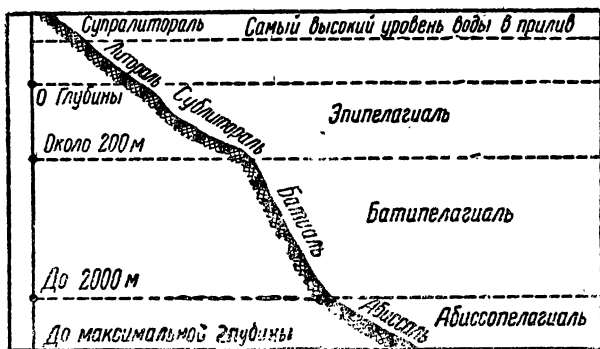 Супралитораль Самый высокий уровень воды в прилив
Литораль
0 Глубины
Сублитораль
Эпипелагиаль
Около 200 м
Батиаль
Батипелагиаль
До 2000 м
Абиссаль
Абиссопелагиаль
До максимальной глубины